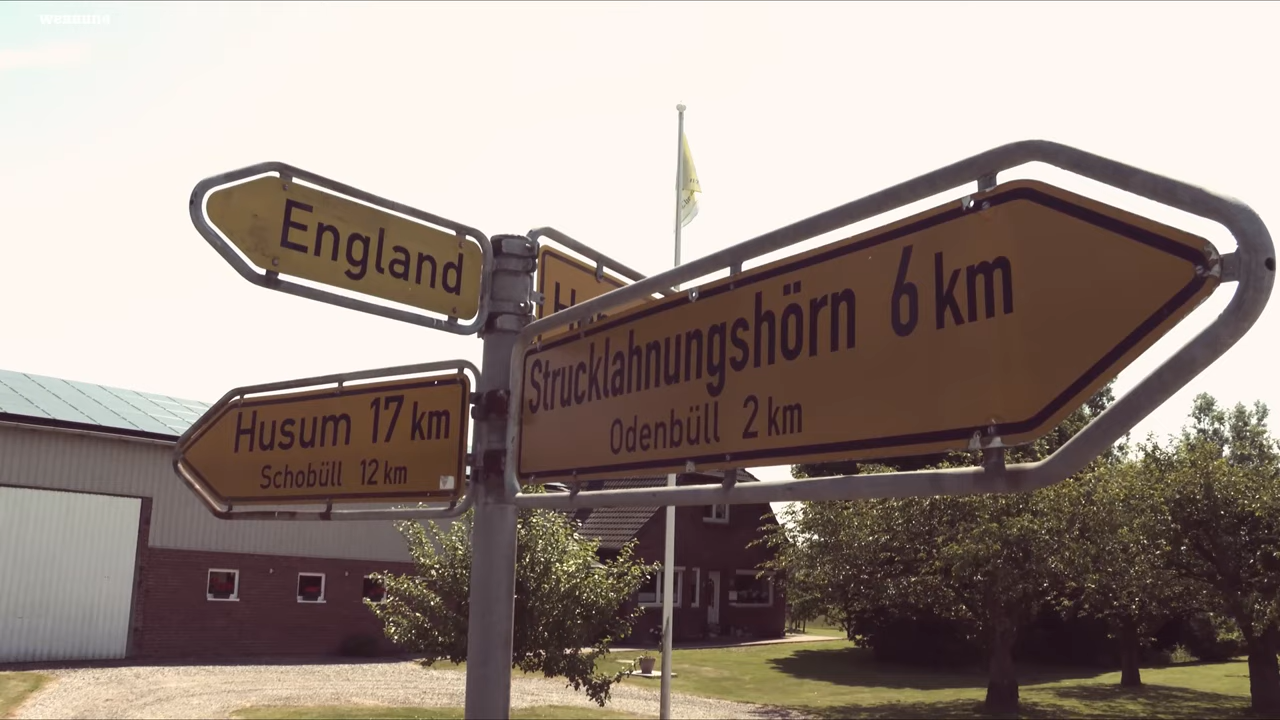 England
Husum 17 km
Schobüll 12 km
Strucklahnungshörn 6 km
Odenbüll 2 km